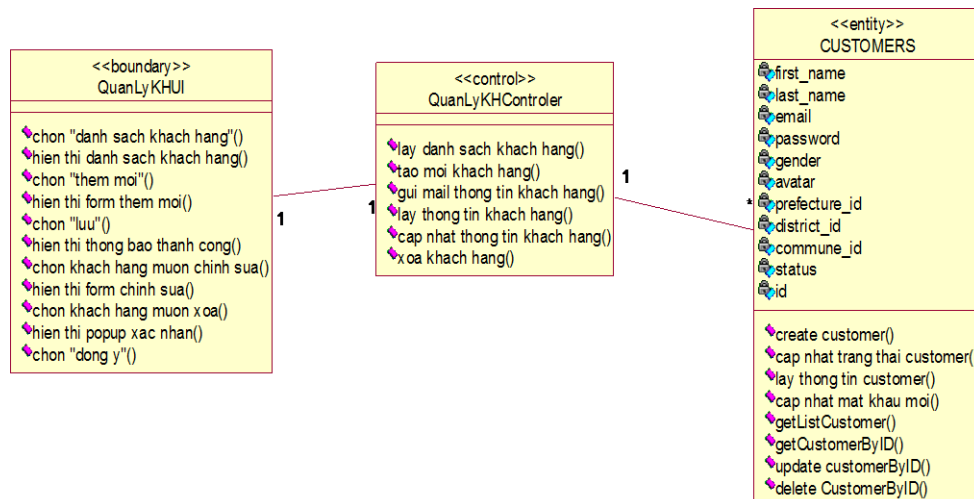 <<boundary>>
QuanLyKHUI
chon "danh sach khach hang"()
hien thi danh sach khach hang()
chon "them moi"()
hien thi form them moi()
chon "luu"()
hien thi thong bao thanh cong()
chon khach hang muon chinh sua()
hien thi form chinh sua()
chon khach hang muon xoa()
hien thi popup xac nhan()
chon "dong y"()
1
1
<<control>>
QuanLyKHControler
lay danh sach khach hang()
tao moi khach hang()
gui mail thong tin khach hang()
lay thong tin khach hang()
cap nhat thong tin khach hang()
xoa khach hang()
1
*
<<entity>>
CUSTOMERS
first_name
last_name
email
password
gender
avatar
prefecture_id
district_id
commune_id
status
id
create customer()
cap nhat trang thai customer()
lay thong tin customer()
cap nhat mat khau moi()
getListCustomer()
getCustomerByID()
update customerByID()
delete CustomerByID()